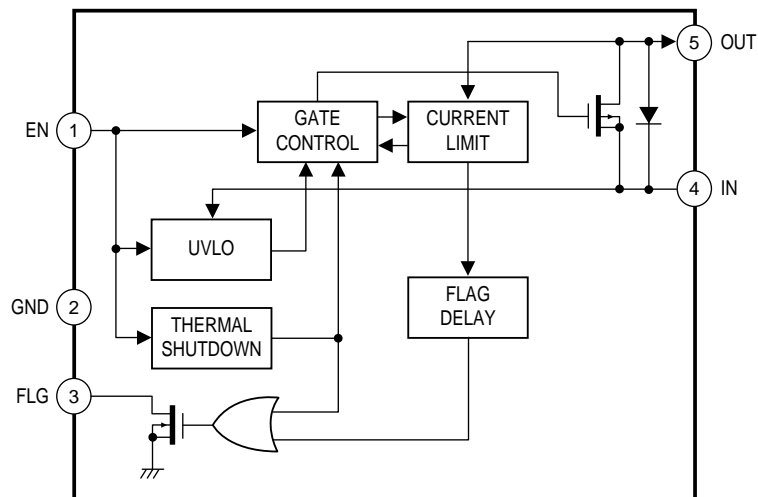 5 OUT
EN 1
GATE
CONTROL
CURRENT
LIMIT
4 IN
UVLO
GND 2
THERMAL
SHUTDOWN
FLAG
DELAY
FLG 3